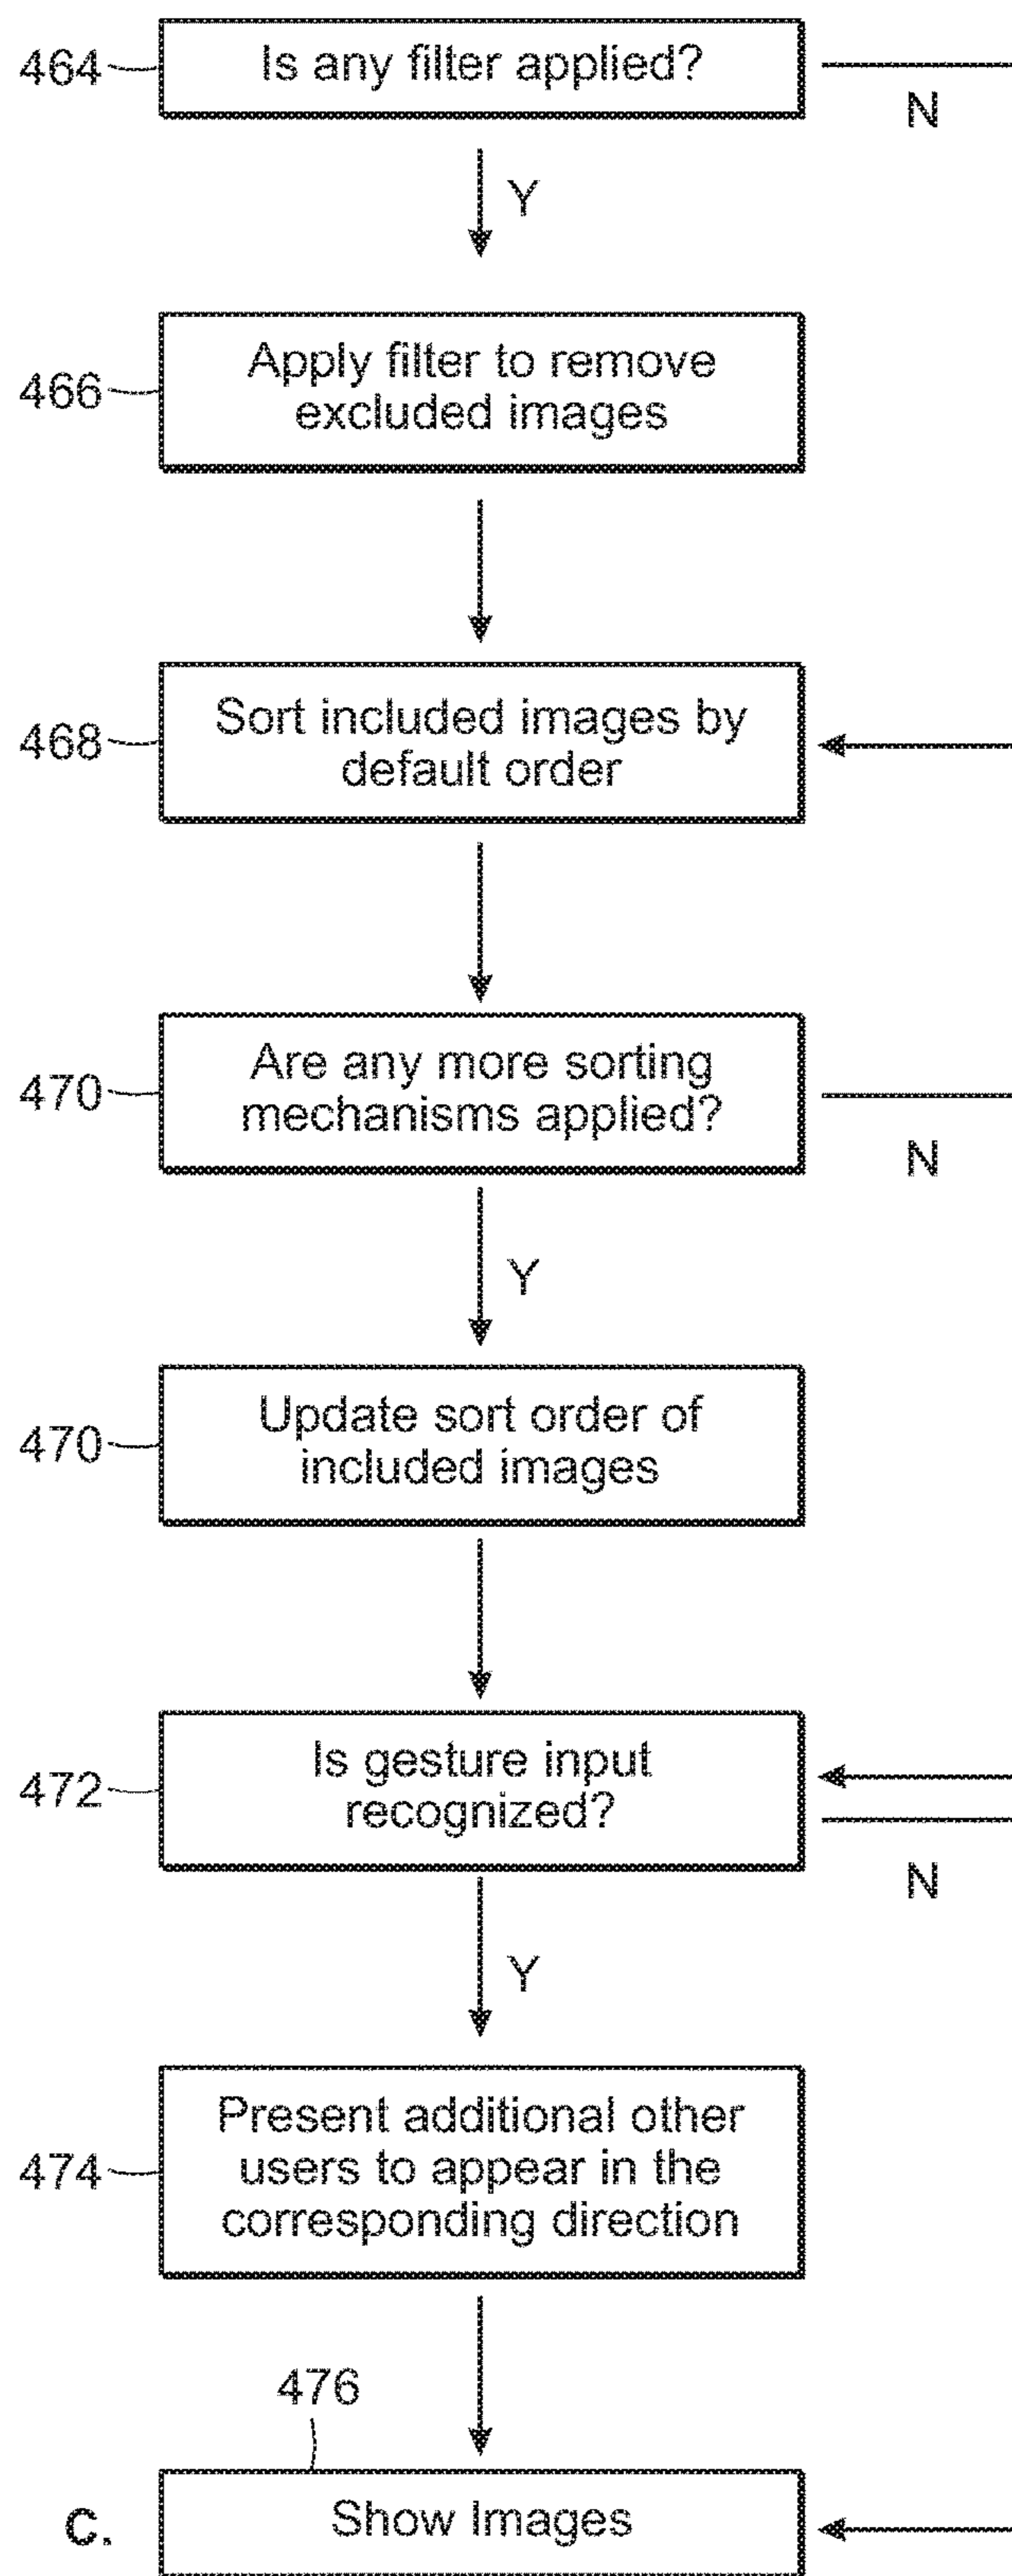 464
Is any filter applied?
N
Y
466
Apply filter to remove
excluded images
468
Sort included images by
default order
470
Are any more sorting
mechanisms applied?
N
Y
470
Update sort order of
included images
472
Is gesture input
recognized?
N
Y
474
Present additional other
users to appear in the
corresponding direction
476
C.
Show Images